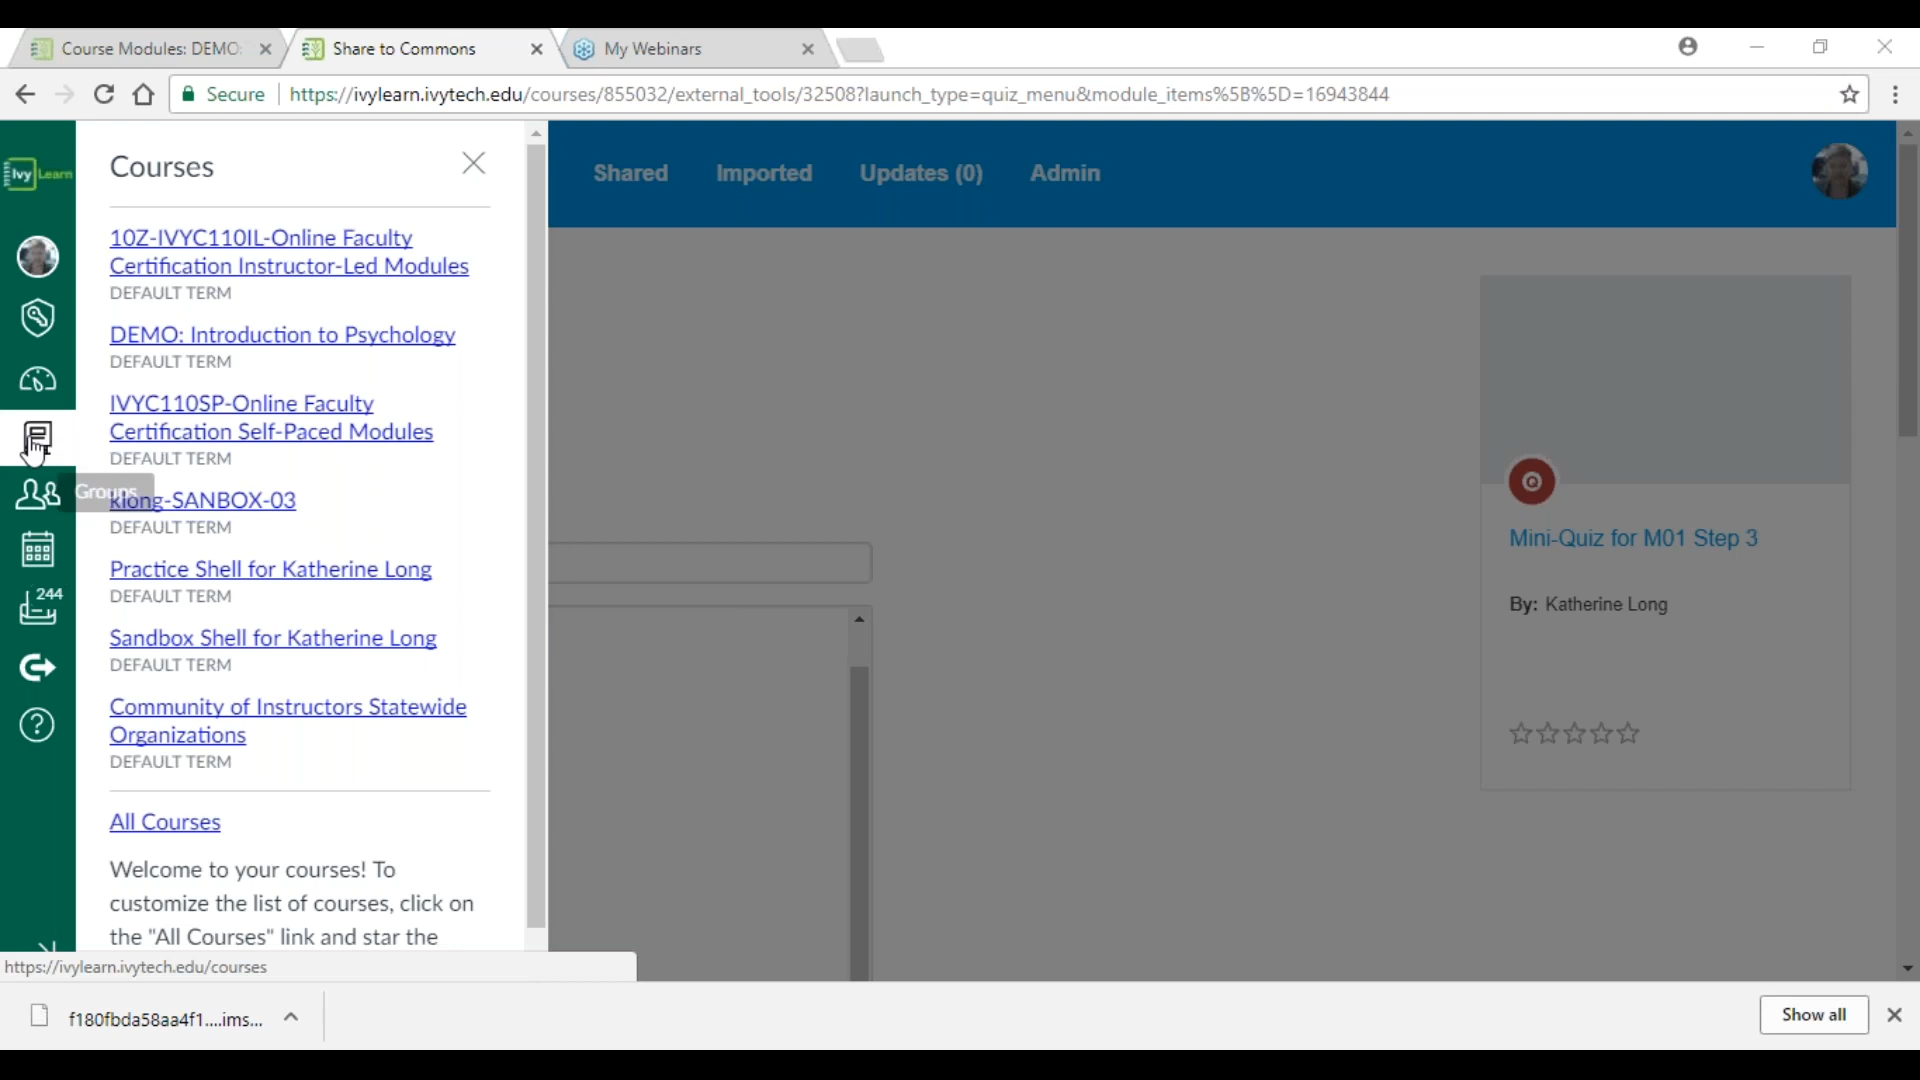 Course Modules: DEMO:
Share to Commons
My Webinars
Secure
https://ivylearn.ivytech.edu/courses/855032/external_tools/32508?launch_type=quiz_menu&module_items%5B%5D=16943844
Ivy Learn
Courses
10Z-IVYC110IL-Online Faculty
Certification Instructor-Led Modules
DEFAULT TERM
DEMO: Introduction to Psychology
DEFAULT TERM
IVYC110SP-Online Faculty
Certification Self-Paced Modules
DEFAULT TERM
Groups
klong-SANBOX-03
DEFAULT TERM
Practice Shell for Katherine Long
DEFAULT TERM
244
Sandbox Shell for Katherine Long
DEFAULT TERM
Community of Instructors Statewide
Organizations
DEFAULT TERM
All Courses
Welcome to your courses! To
customize the list of courses, click on
the "All Courses" link and star the
Shared
Imported
Updates (0)
Admin
Mini-Quiz for M01 Step 3
By: Katherine Long
https://ivylearn.ivytech.edu/courses
f180fbda58aa4f1....ims...
Show all